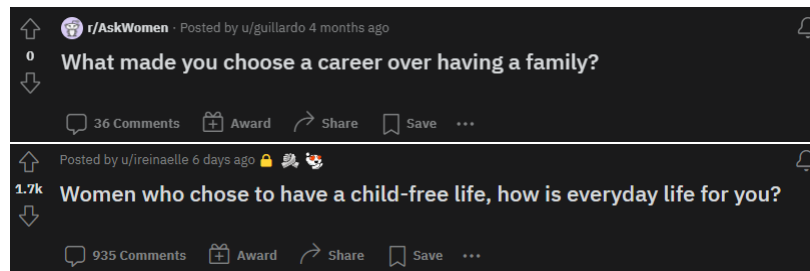 r/AskWomen · Posted by u/guillardo 4 months ago
0
What made you choose a career over having a family?
36 Comments Award Share Save ...
Posted by u/ireinaelle 6 days ago
1.7k
Women who chose to have a child-free life, how is everyday life for you?
935 Comments Award Share Save ...